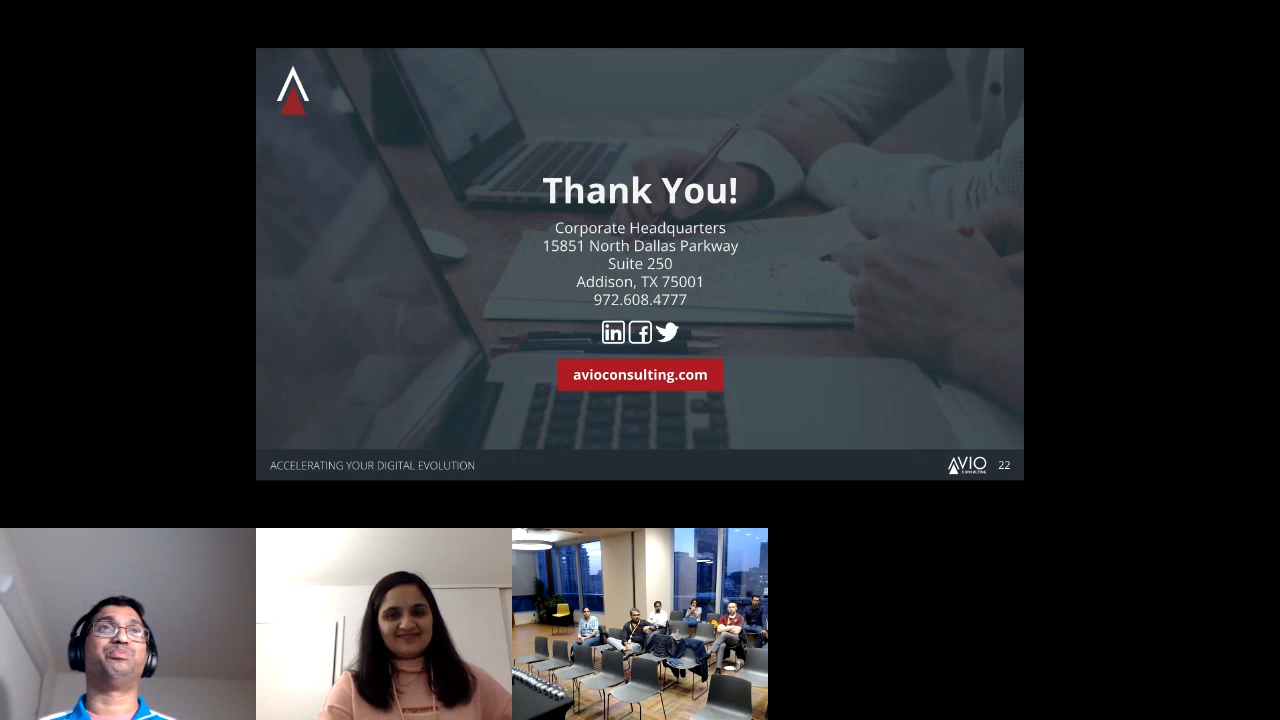 Thank You!
Corporate Headquarters
15851 North Dallas Parkway
Suite 250
Addison, TX 75001
972.608.4777
avioconsulting.com
ACCELERATING YOUR DIGITAL EVOLUTION
AVIO
CONSULTING
22